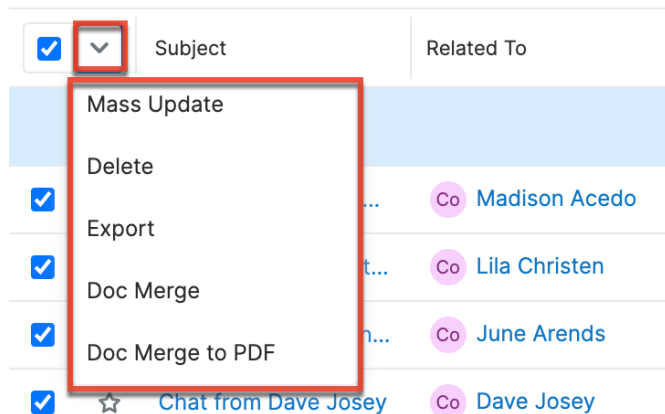 Subject Related To
Mass Update
Delete
... Co Madison Acedo
Export
t... Co Lila Christen
Doc Merge
n... Co June Arends
Doc Merge to PDF
Chat from Dave Josey Co Dave Josey